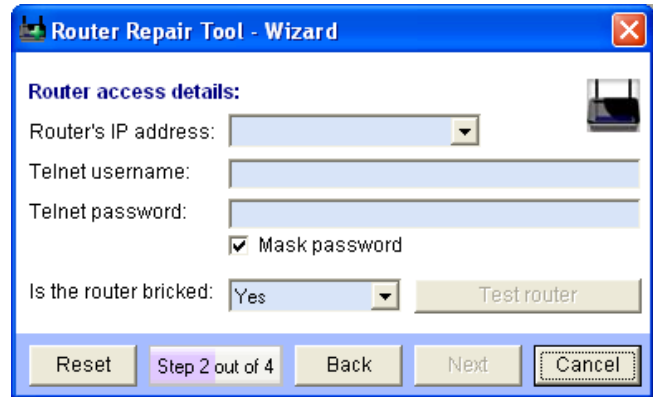 Router Repair Tool - Wizard
Router access details:
Router's IP address:
Telnet username:
Telnet password:
Mask password
Is the router bricked: Yes Test router
Reset Step 2 out of 4 Back Next Cancel